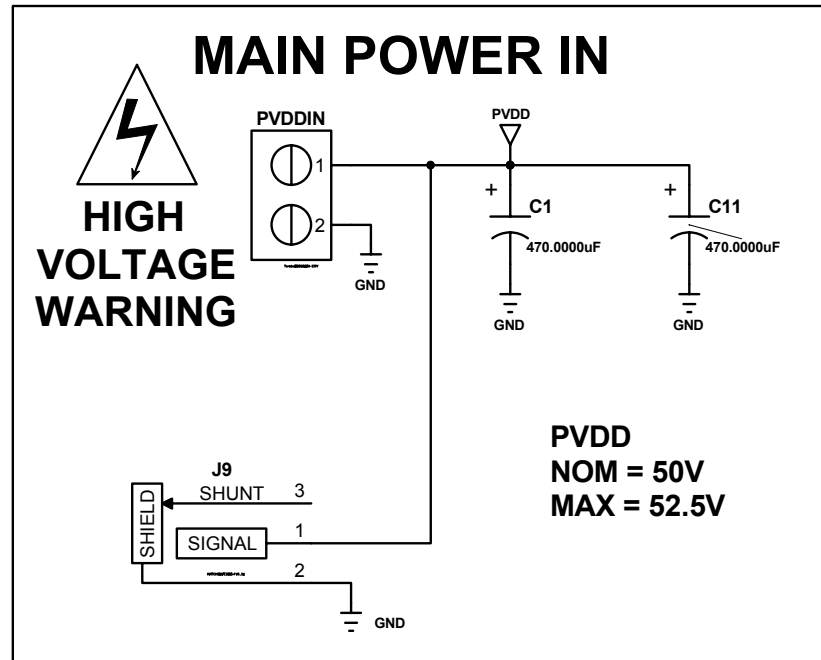 MAIN POWER IN
HIGH
VOLTAGE
WARNING
PVDDIN
1
2
GND
PVDD
+
C1
470.0000uF
GND
+
C11
470.0000uF
GND
J9
SHIELD
SHUNT 3
SIGNAL 1
2
GND
PVDD
NOM = 50V
MAX = 52.5V